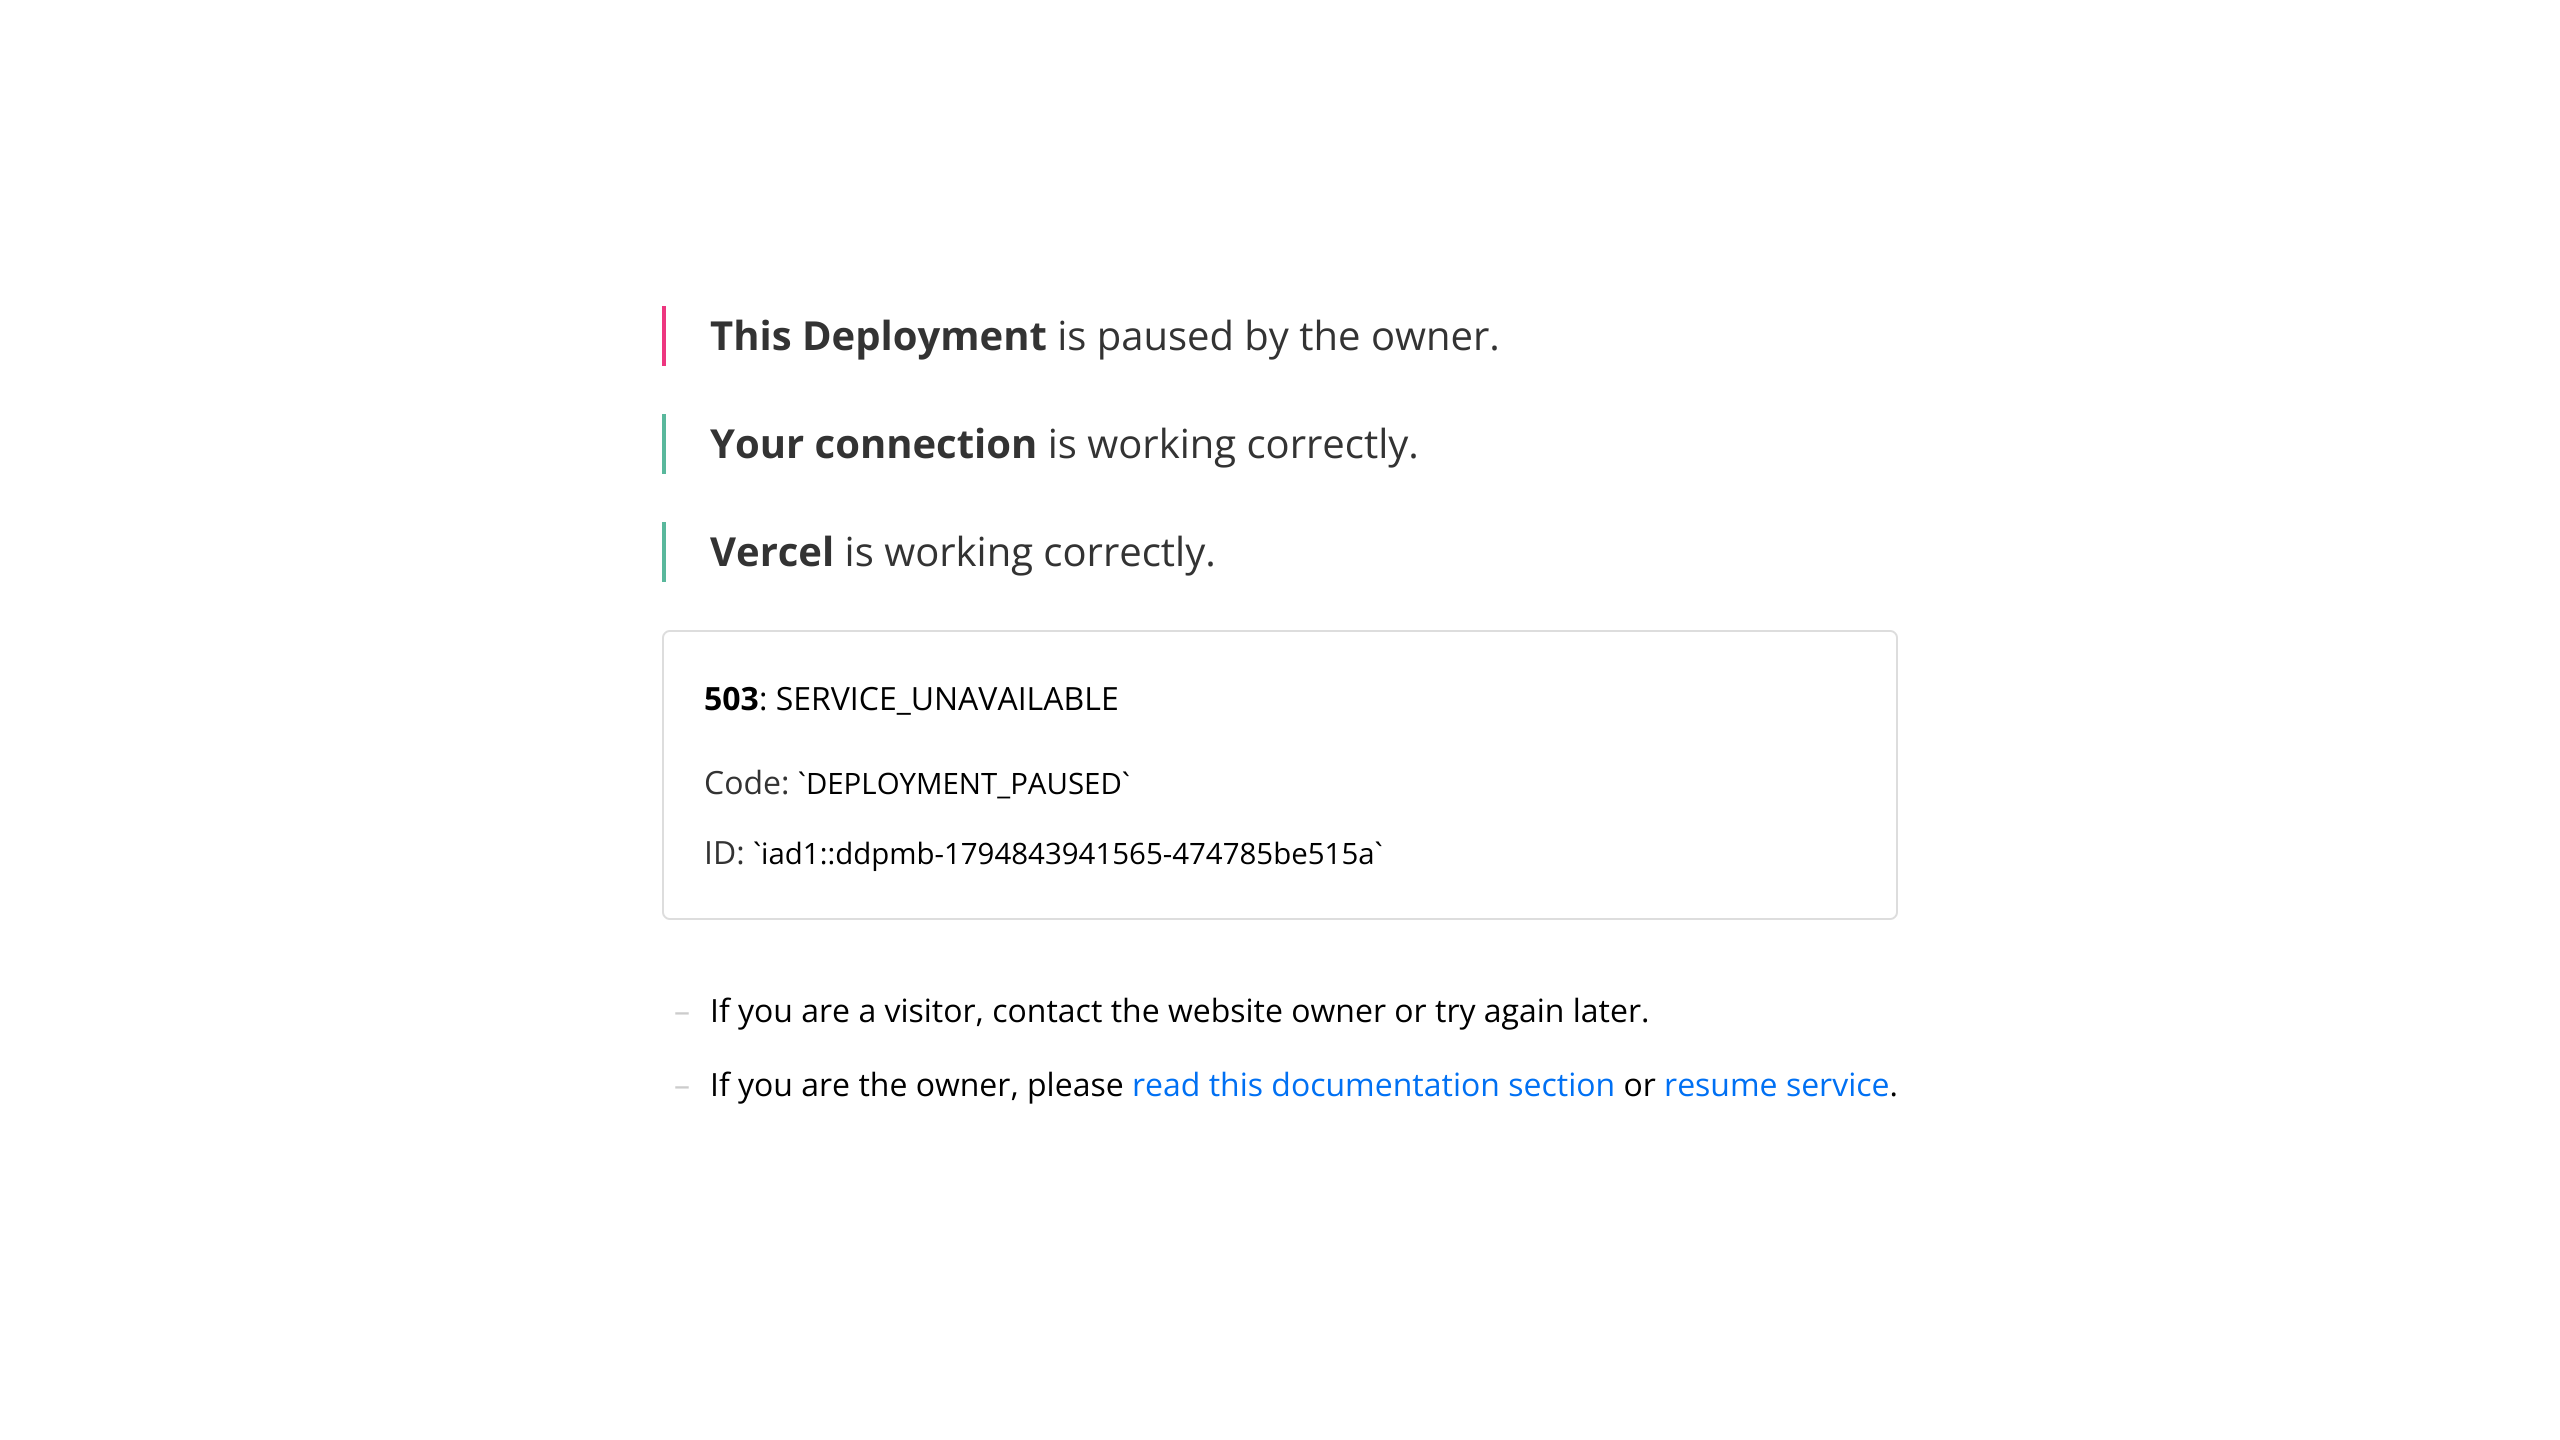 This Deployment is paused by the owner.
Your connection is working correctly.
Vercel is working correctly.
503: SERVICE_UNAVAILABLE
Code: `DEPLOYMENT_PAUSED`
ID: `iad1::ddpmb-1794843941565-474785be515a`
– If you are a visitor, contact the website owner or try again later.
– If you are the owner, please read this documentation section or resume service.